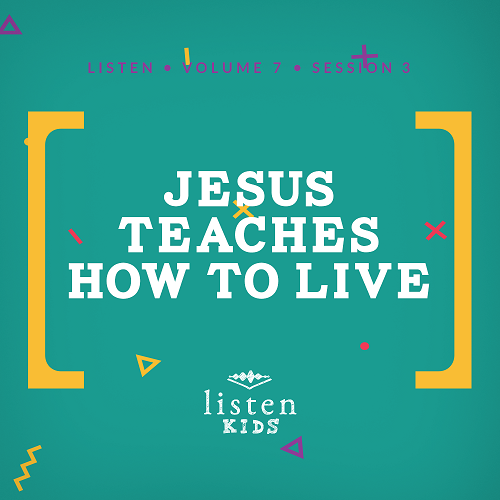 LISTEN • VOLUME 7 • SESSION 3
JESUS
TEACHES
HOW TO LIVE
listen
KIDS